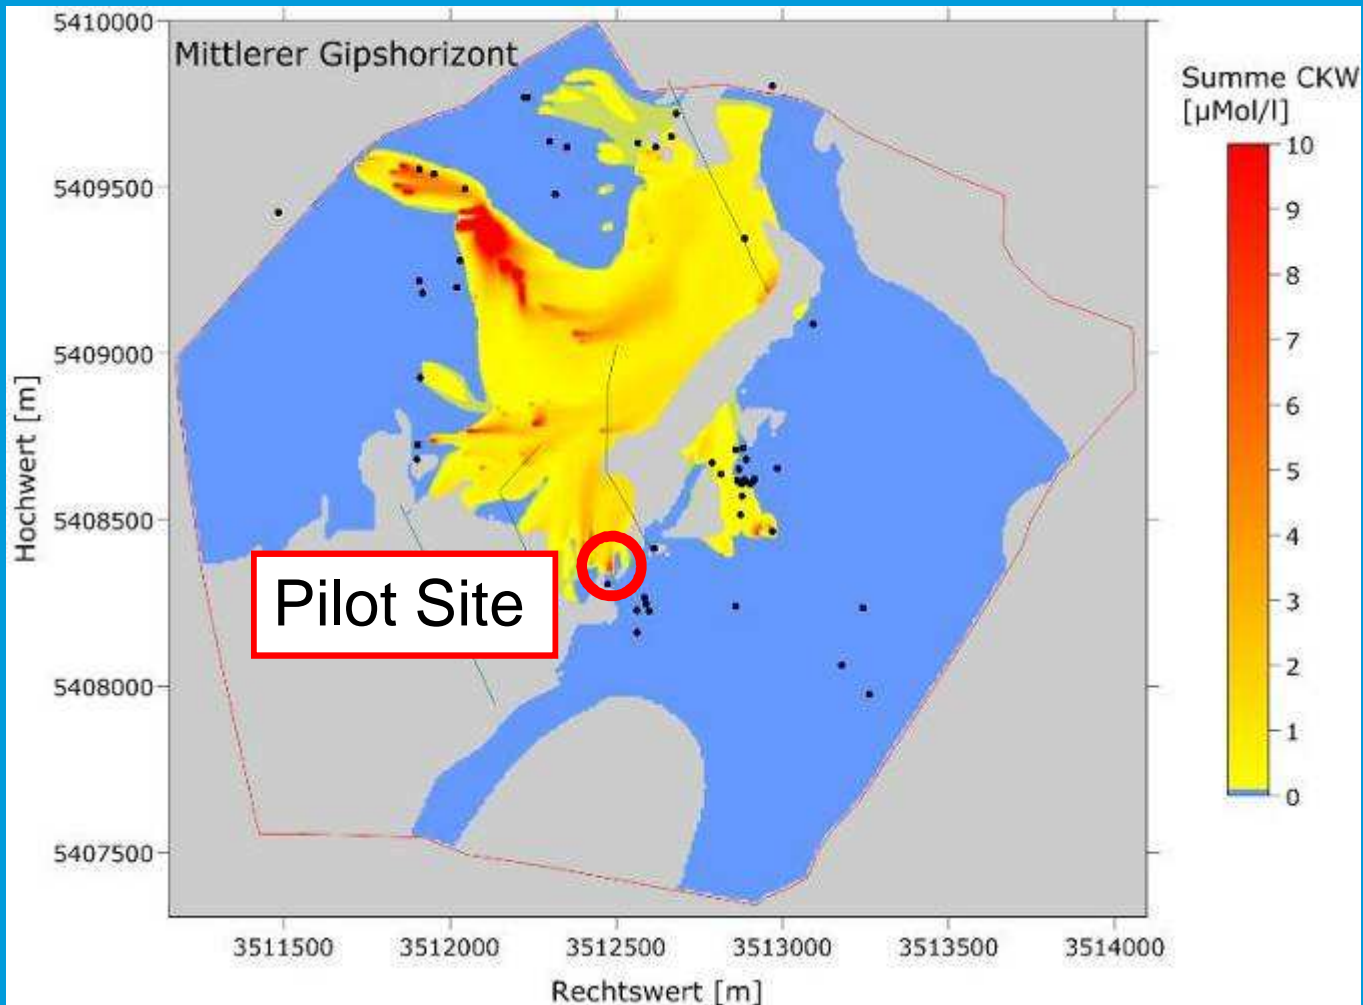 Mittlerer Gipshorizont
Summe CKW
[µMol/l]
10
9
8
7
6
5
4
3
2
1
0
Hochwert [m]
5410000
5409500
5409000
5408500
5408000
5407500
Pilot Site
3511500 3512000 3512500 3513000 3513500 3514000
Rechtswert [m]